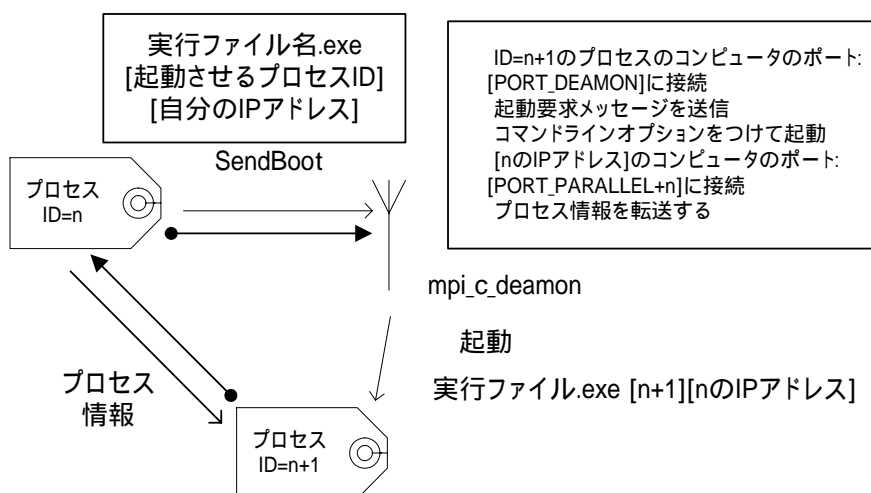 実行ファイル名.exe
[起動させるプロセスID]
[自分のIPアドレス]
ID=n+1のプロセスのコンピュータのポート:
[PORT_DEAMON]に接続
起動要求メッセージを送信
コマンドラインオプションをつけて起動
[nのIPアドレス]のコンピュータのポート:
[PORT_PARALLEL+n]に接続
プロセス情報を転送する
SendBoot
プロセス
ID=n
mpi_c_deamon
起動
実行ファイル.exe [n+1][nのIPアドレス]
プロセス
情報
プロセス
ID=n+1